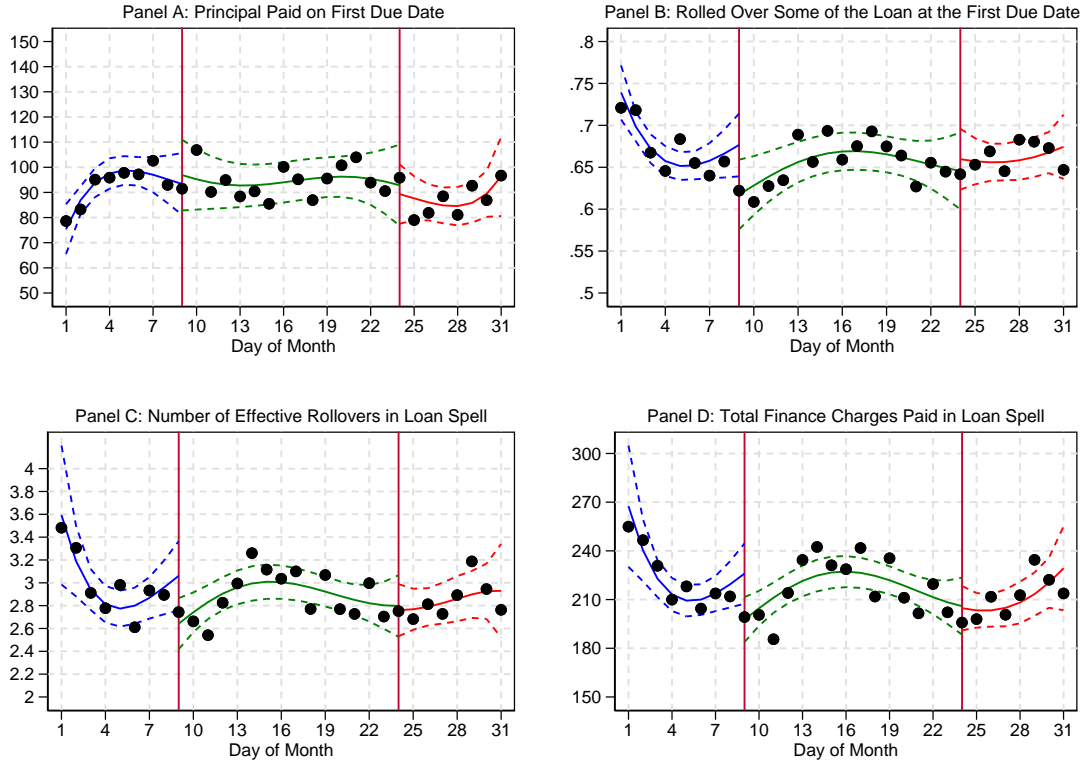 Panel A: Principal Paid on First Due Date
150
140
130
120
110
100
90
80
70
60
50
1 4 7 10 13 16 19 22 25 28 31
Day of Month
Panel B: Rolled Over Some of the Loan at the First Due Date
.8
.75
.7
.65
.6
.55
.5
1 4 7 10 13 16 19 22 25 28 31
Day of Month
Panel C: Number of Effective Rollovers in Loan Spell
4
3.8
3.6
3.4
3.2
3
2.8
2.6
2.4
2.2
2
1 4 7 10 13 16 19 22 25 28 31
Day of Month
Panel D: Total Finance Charges Paid in Loan Spell
300
270
240
210
180
150
1 4 7 10 13 16 19 22 25 28 31
Day of Month